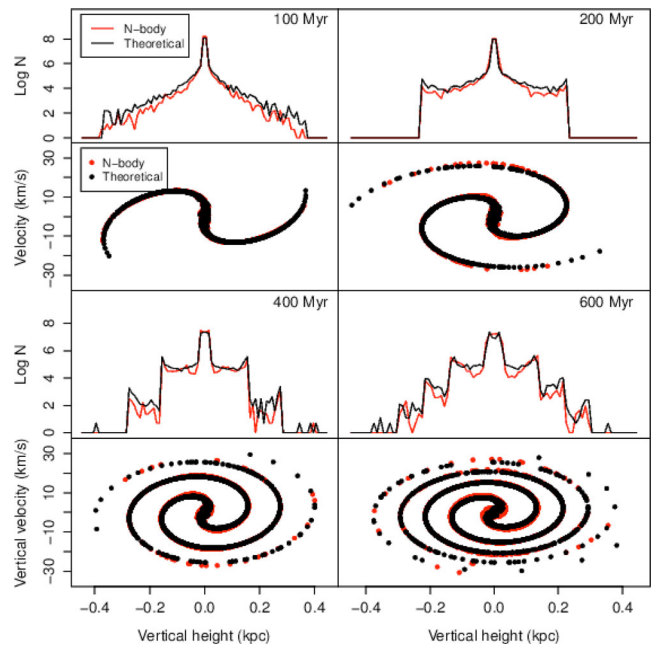 100 Myr
200 Myr
N-body
Theoretical
Log N
0 2 4 6 8
N-body
Theoretical
Velocity (km/s)
-30 -10 10 30
400 Myr
600 Myr
Log N
0 2 4 6 8
Vertical velocity (km/s)
-30 -10 10 30
-0.4 -0.2 0.0 0.2 0.4
-0.4 -0.2 0.0 0.2 0.4
Vertical height (kpc)
Vertical height (kpc)